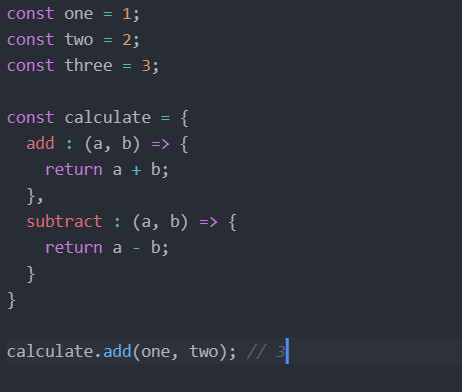 const one = 1;
const two = 2;
const three = 3;

const calculate = {
  add : (a, b) => {
    return a + b;
  },
  subtract : (a, b) => {
    return a - b;
  }
}

calculate.add(one, two); // 3